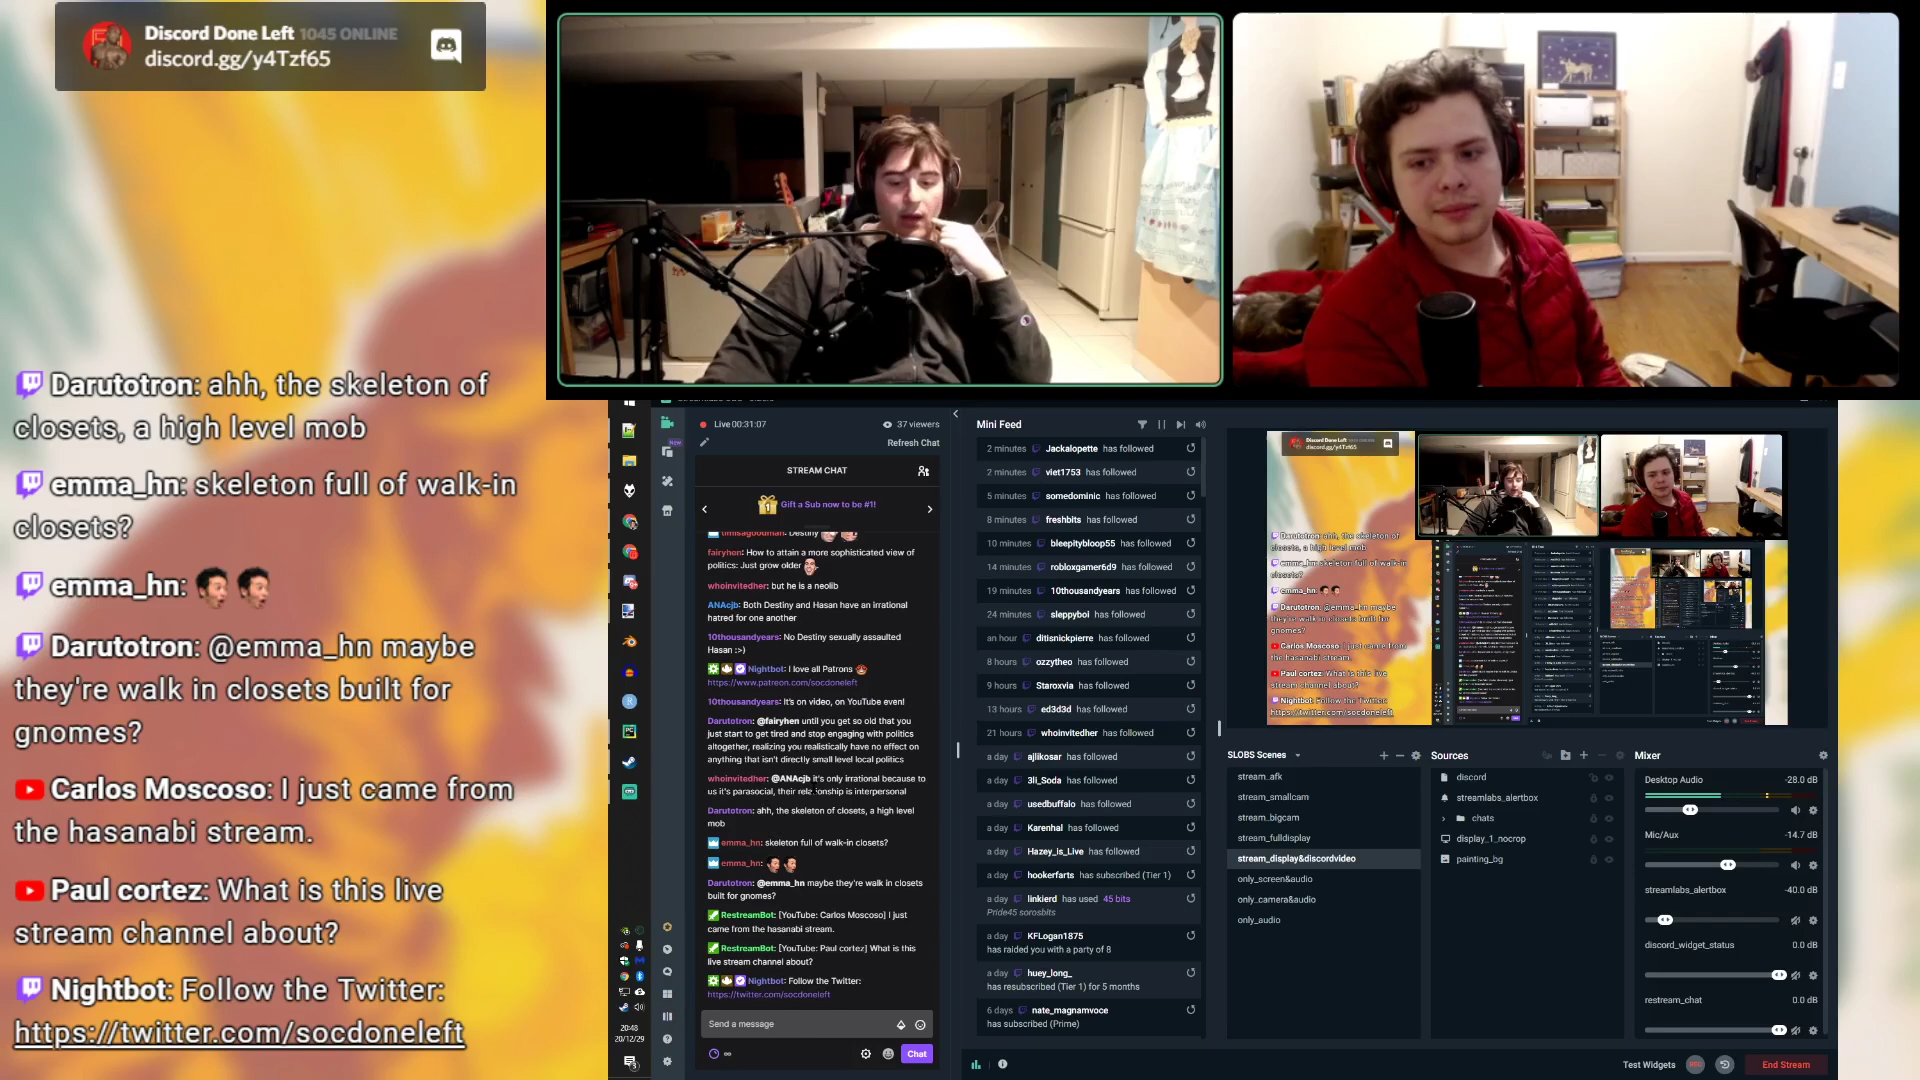 Discord Done Left 1045 ONLINE
discord.gg/y4Tzf65
Darutotron: ahh, the skeleton of
closets, a high level mob
emma_hn: skeleton full of walk-in
closets?
emma_hn:
Darutotron: @emma_hn maybe
they're walk in closets built for
gnomes?
Carlos Moscoso: I just came from
the hasanabi stream.
Paul cortez: What is this live
stream channel about?
Nightbot: Follow the Twitter:
https://twitter.com/socdoneleft
Live 00:31:07
37 viewers
Refresh Chat
New
STREAM CHAT
Gift a Sub now to be #1!
timisagoodman: Destiny
fairyhen: How to attain a more sophisticated view of
politics: Just grow older
whoinvitedher: but he is a neolib
ANAcjb: Both Destiny and Hasan have an irrational
hatred for one another
10thousandyears: No Destiny sexually assaulted
Hasan :>)
Nightbot: I love all Patrons
https://www.patreon.com/socdoneleft
10thousandyears: It's on video, on YouTube even!
Darutotron: @fairyhen until you get so old that you
just start to get tired and stop engaging with politics
altogether, realizing you realistically have no effect on
anything that isn't directly small level local politics
whoinvitedher: @ANAcjb it's only irrational because to
us it's parasocial, their relationship is interpersonal
Darutotron: ahh, the skeleton of closets, a high level
mob
emma_hn: skeleton full of walk-in closets?
emma_hn:
Darutotron: @emma_hn maybe they're walk in closets
built for gnomes?
RestreamBot: [YouTube: Carlos Moscoso] I just
came from the hasanabi stream.
RestreamBot: [YouTube: Paul cortez] What is this
live stream channel about?
Nightbot: Follow the Twitter:
https://twitter.com/socdoneleft
Send a message
Chat
20:48
20/12/29
Mini Feed
2 minutes Jackalopette has followed
2 minutes viet1753 has followed
5 minutes somedominic has followed
8 minutes freshbits has followed
10 minutes bleepitybloop55 has followed
14 minutes robloxgamer6d9 has followed
19 minutes 10thousandyears has followed
24 minutes sleppyboi has followed
an hour ditisnickpierre has followed
8 hours ozzytheo has followed
9 hours Staroxvia has followed
13 hours ed3d3d has followed
21 hours whoinvitedher has followed
a day ajlikosar has followed
a day 3li_Soda has followed
a day usedbuffalo has followed
a day Karenhal has followed
a day Hazey_is_Live has followed
a day hookerfarts has subscribed (Tier 1)
a day linkierd has used 45 bits
Pride45 sorosbits
a day KFLogan1875
has raided you with a party of 8
a day huey_long_
has resubscribed (Tier 1) for 5 months
6 days nate_magnamvoce
has subscribed (Prime)
SLOBS Scenes
stream_afk
stream_smallcam
stream_bigcam
stream_fulldisplay
stream_display&discordvideo
only_screen&audio
only_camera&audio
only_audio
Sources
discord
streamlabs_alertbox
chats
display_1_nocrop
painting_bg
Mixer
Desktop Audio -28.0 dB
Mic/Aux -14.7 dB
streamlabs_alertbox -40.0 dB
discord_widget_status 0.0 dB
restream_chat 0.0 dB
Test Widgets
REC
End Stream